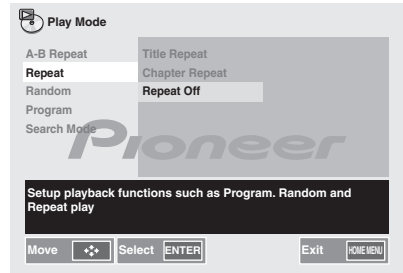 Play Mode
A-B Repeat
Title Repeat
Repeat
Chapter Repeat
Random
Repeat Off
Program
Search Mode
Pioneer
Setup playback functions such as Program. Random and
Repeat play
Move Select ENTER Exit HOME MENU